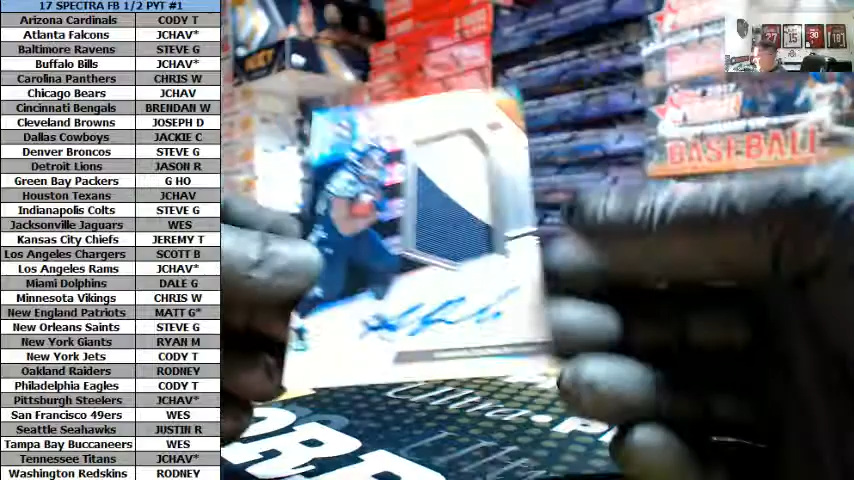 17 SPECTRA FB 1/2 PYT #1
Arizona Cardinals CODY T
Atlanta Falcons JCHAV*
Baltimore Ravens STEVE G
Buffalo Bills JCHAV*
Carolina Panthers CHRIS W
Chicago Bears JCHAV
Cincinnati Bengals BRENDAN W
Cleveland Browns JOSEPH D
Dallas Cowboys JACKIE C
Denver Broncos STEVE G
Detroit Lions JASON R
Green Bay Packers G HO
Houston Texans JCHAV
Indianapolis Colts STEVE G
Jacksonville Jaguars WES
Kansas City Chiefs JEREMY T
Los Angeles Chargers SCOTT B
Los Angeles Rams JCHAV*
Miami Dolphins DALE G
Minnesota Vikings CHRIS W
New England Patriots MATT G*
New Orleans Saints STEVE G
New York Giants RYAN M
New York Jets CODY T
Oakland Raiders RODNEY
Philadelphia Eagles CODY T
Pittsburgh Steelers JCHAV*
San Francisco 49ers WES
Seattle Seahawks JUSTIN R
Tampa Bay Buccaneers WES
Tennessee Titans JCHAV*
Washington Redskins RODNEY
BASEBALL
Ultra